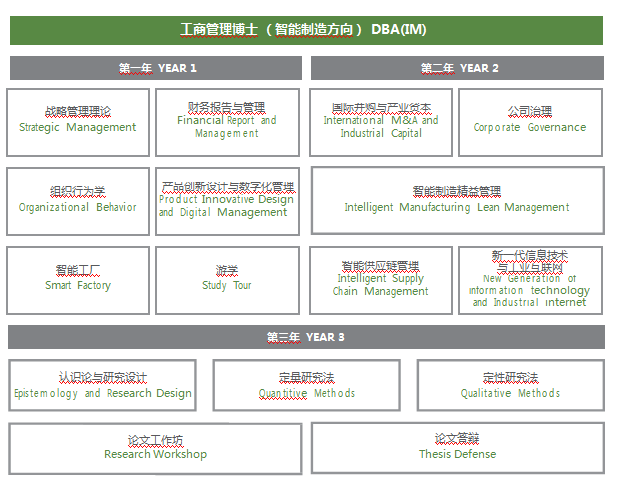 工商管理博士（智能制造方向） DBA(IM)
第一年 YEAR 1
第二年 YEAR 2
战略管理理论
Strategic Management
财务报告与管理
Financial Report and
Management
国际并购与产业资本
International M&A and
Industrial Capital
公司治理
Corporate Governance
组织行为学
Organizational Behavior
产品创新设计与数字化管理
Product Innovative Design
and Digital Management
智能制造精益管理
Intelligent Manufacturing Lean Management
智能工厂
Smart Factory
游学
Study Tour
智能供应链管理
Intelligent Supply
Chain Management
新一代信息技术
与工业互联网
New Generation of
information technology
and Industrial internet
第三年 YEAR 3
认识论与研究设计
Epistemology and Research Design
定量研究法
Quantitive Methods
定性研究法
Qualitative Methods
论文工作坊
Research Workshop
论文答辩
Thesis Defense